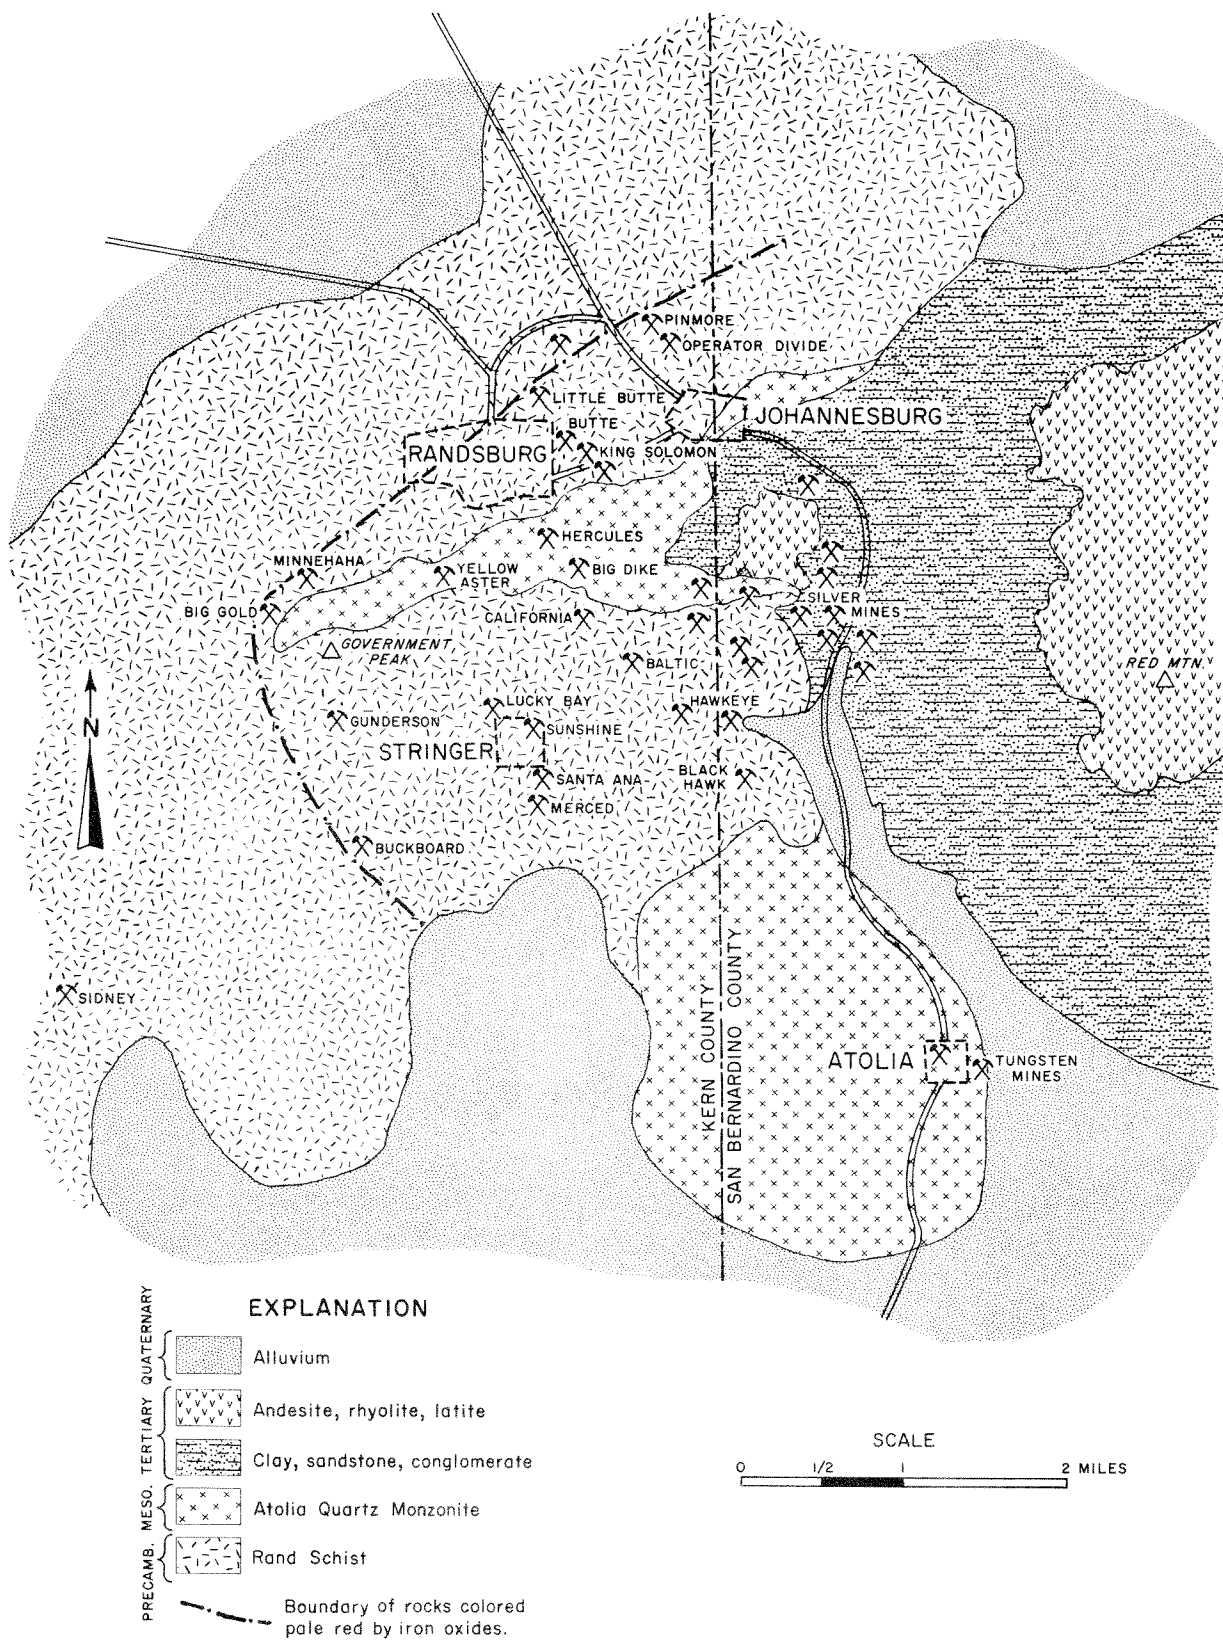 PINMORE
OPERATOR DIVIDE
LITTLE BUTTE
JOHANNESBURG
BUTTE
RANDSBURG
KING SOLOMON
HERCULES
MINNEHAHA
YELLOW
ASTER
BIG DIKE
SILVER
MINES
BIG GOLD
CALIFORNIA
GOVERNMENT
PEAK
BALTIC
RED MTN.
LUCKY BAY
HAWKEYE
N
GUNDERSON
SUNSHINE
STRINGER
SANTA ANA
BLACK
HAWK
MERCED
BUCKBOARD
SIDNEY
KERN COUNTY
SAN BERNARDINO COUNTY
ATOLIA
TUNGSTEN
MINES
EXPLANATION
QUATERNARY
Alluvium
TERTIARY
Andesite, rhyolite, latite
Clay, sandstone, conglomerate
MESO.
Atolia Quartz Monzonite
PRECAMB.
Rand Schist
Boundary of rocks colored
pale red by iron oxides.
SCALE
0 1/2 1 2 MILES